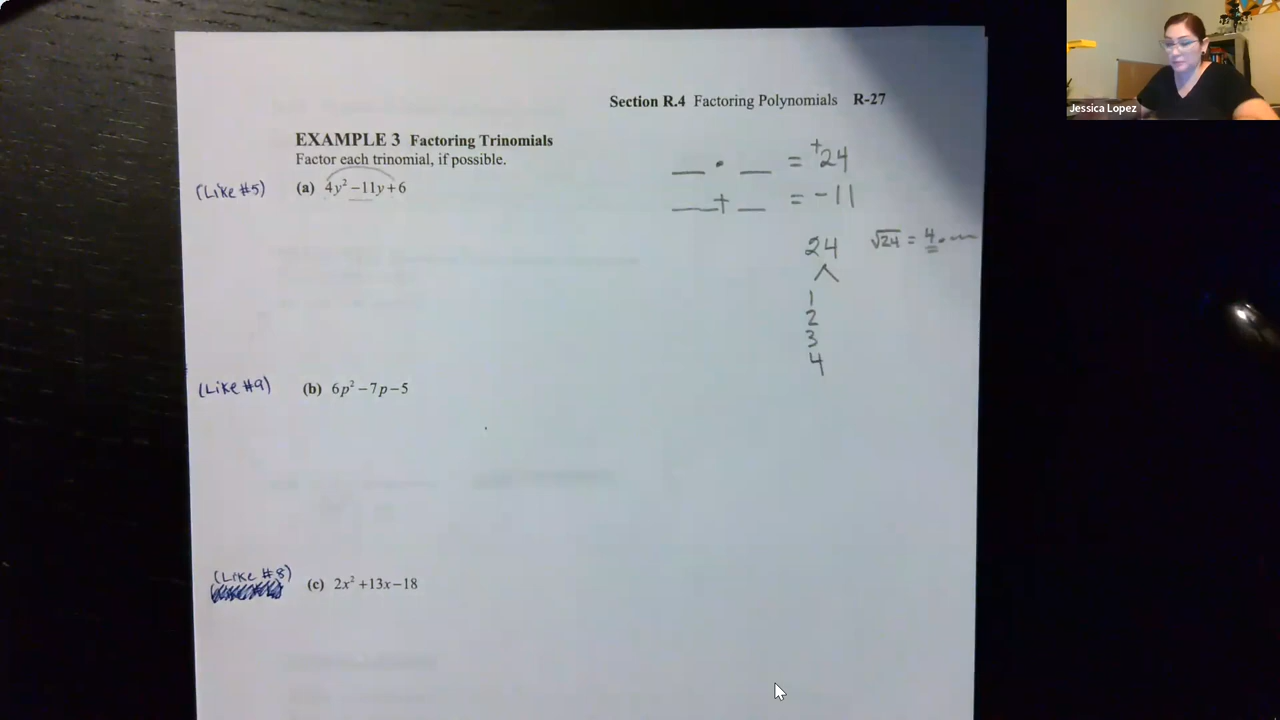 Jessica Lopez
Section R.4 Factoring Polynomials R-27
EXAMPLE 3 Factoring Trinomials
Factor each trinomial, if possible.
(Like #5) (a) 4y² − 11y + 6
__ · __ = +24
__ + __ = -11
24 √24 = 4.
1
2
3
4
(Like #9) (b) 6p² − 7p − 5
(Like #8)
(c) 2x² + 13x − 18